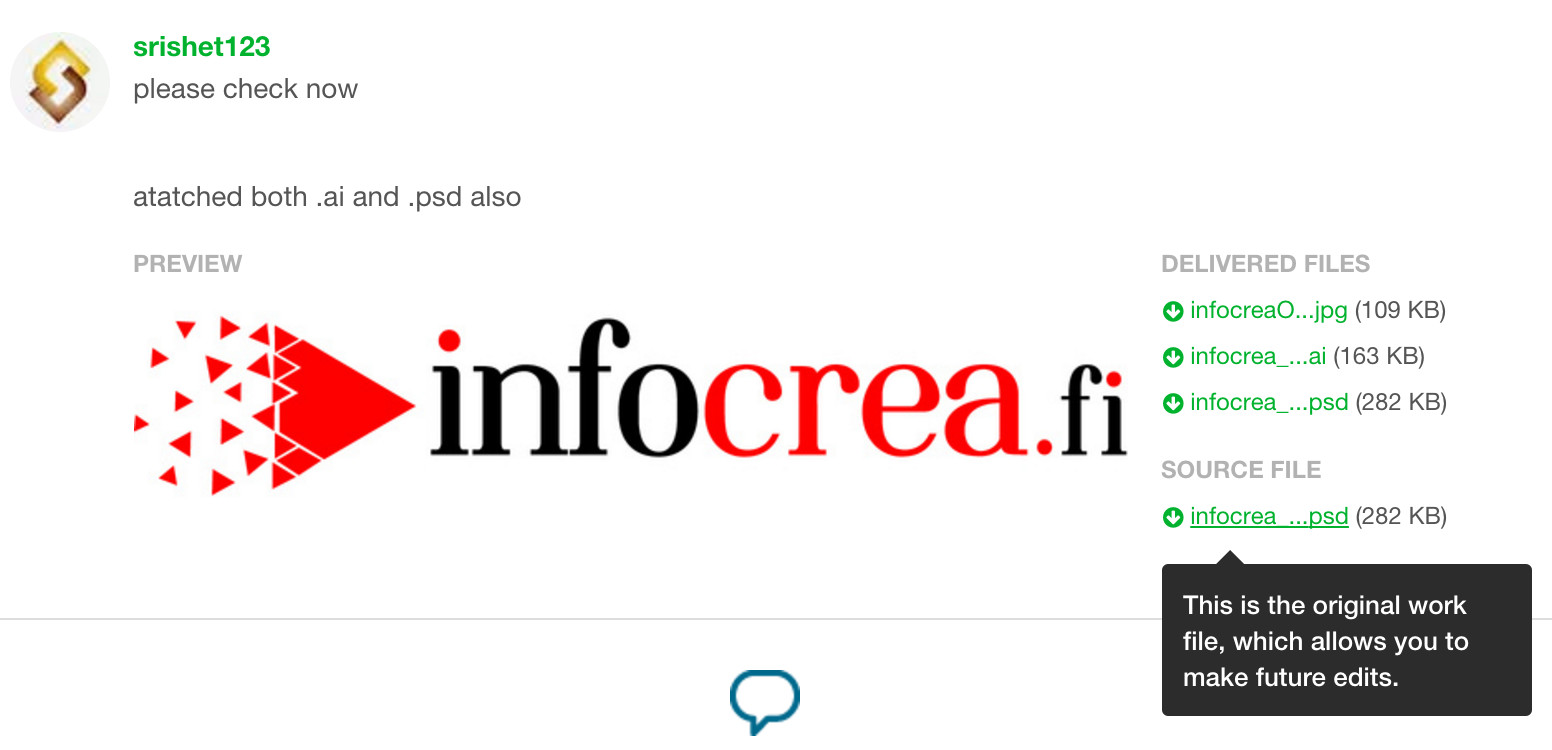 srishet123
please check now
atatched both .ai and .psd also
PREVIEW
infocrea.fi
DELIVERED FILES
infocreaO...jpg (109 KB)
infocrea_...ai (163 KB)
infocrea_...psd (282 KB)
SOURCE FILE
infocrea_...psd (282 KB)
This is the original work
file, which allows you to
make future edits.